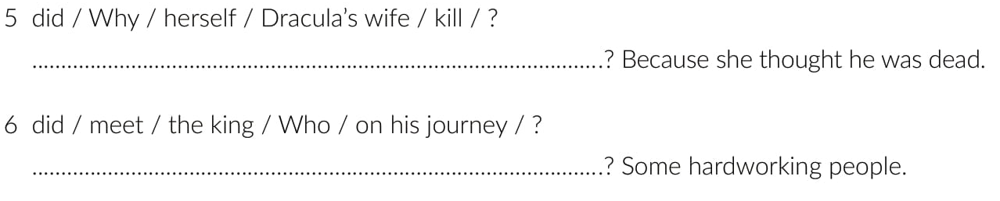 5 did / Why / herself / Dracula’s wife / kill / ?
..........................................................................................? Because she thought he was dead.
6 did / meet / the king / Who / on his journey / ?
..........................................................................................? Some hardworking people.